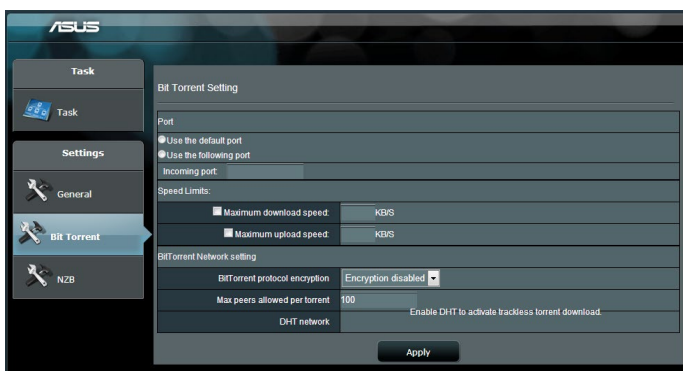 ASUS
Task
Task
Settings
General
Bit Torrent
NZB
Bit Torrent Setting
Port
Use the default port
Use the following port
Incoming port:
Speed Limits:
Maximum download speed: KB/S
Maximum upload speed: KB/S
BitTorrent Network setting
BitTorrent protocol encryption Encryption disabled
Max peers allowed per torrent 100
DHT network Enable DHT to activate trackless torrent download.
Apply